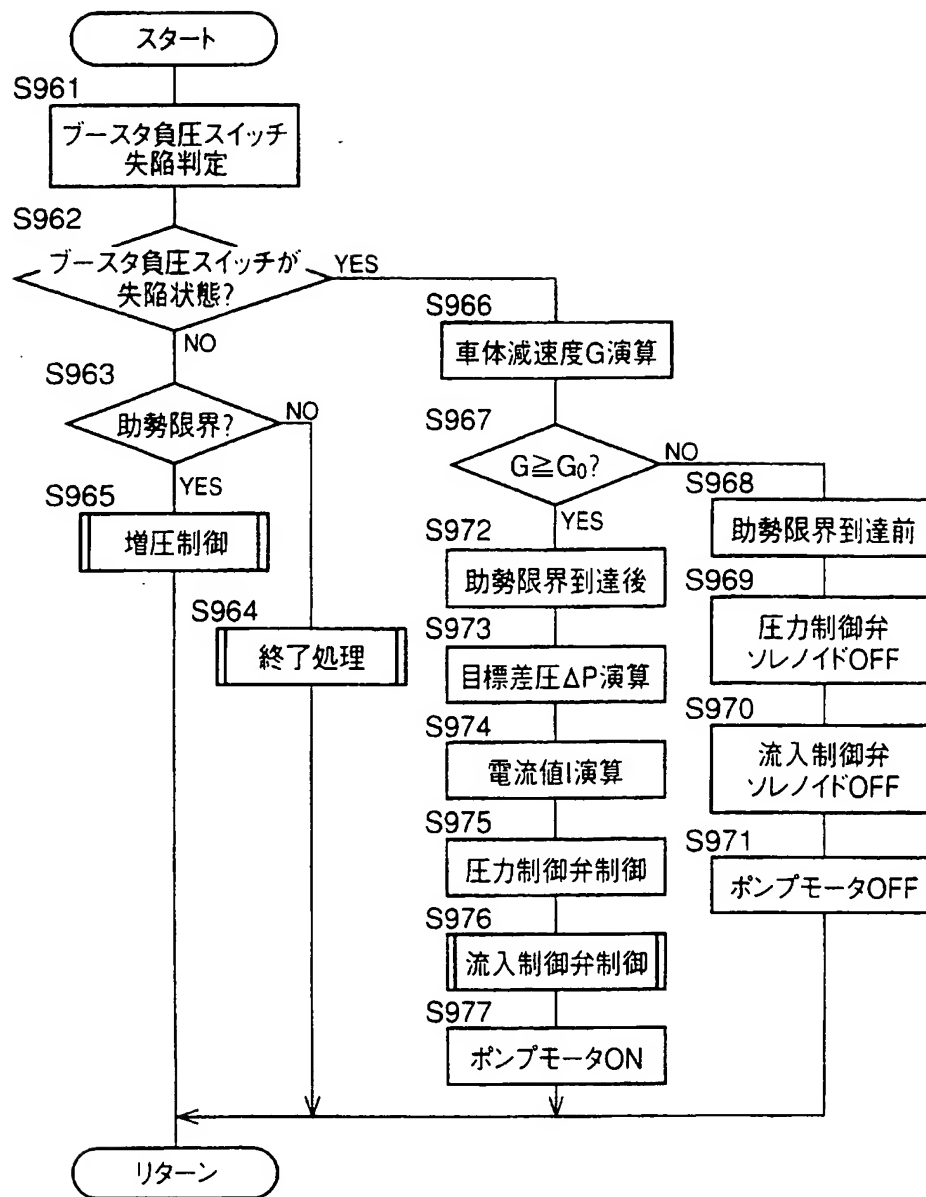 スタート
S961
ブースタ負圧スイッチ
失陥判定
S962
ブースタ負圧スイッチが
失陥状態?
YES
NO
S963
助勢限界?
NO
YES
S965
増圧制御
S964
終了処理
S966
車体減速度G演算
S967
G≧G₀?
NO
YES
S972
助勢限界到達後
S973
目標差圧ΔP演算
S974
電流値I演算
S975
圧力制御弁制御
S976
流入制御弁制御
S977
ポンプモータON
S968
助勢限界到達前
S969
圧力制御弁
ソレノイドOFF
S970
流入制御弁
ソレノイドOFF
S971
ポンプモータOFF
リターン